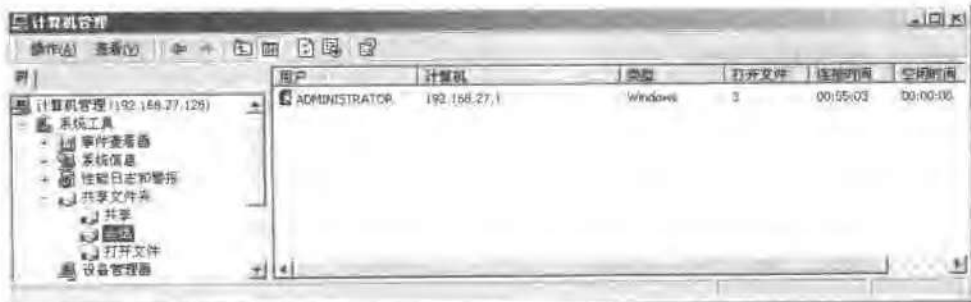 计算机管理
操作(A) 查看(V)
树
计算机管理(192.168.27.128)
系统工具
事件查看器
系统信息
性能日志和警报
共享文件夹
共享
会话
打开文件
设备管理器
用户 计算机 类型 打开文件 连接时间 空闲时间
ADMINISTRATOR 192.168.27.1 Windows 3 00:55:03 00:00:06